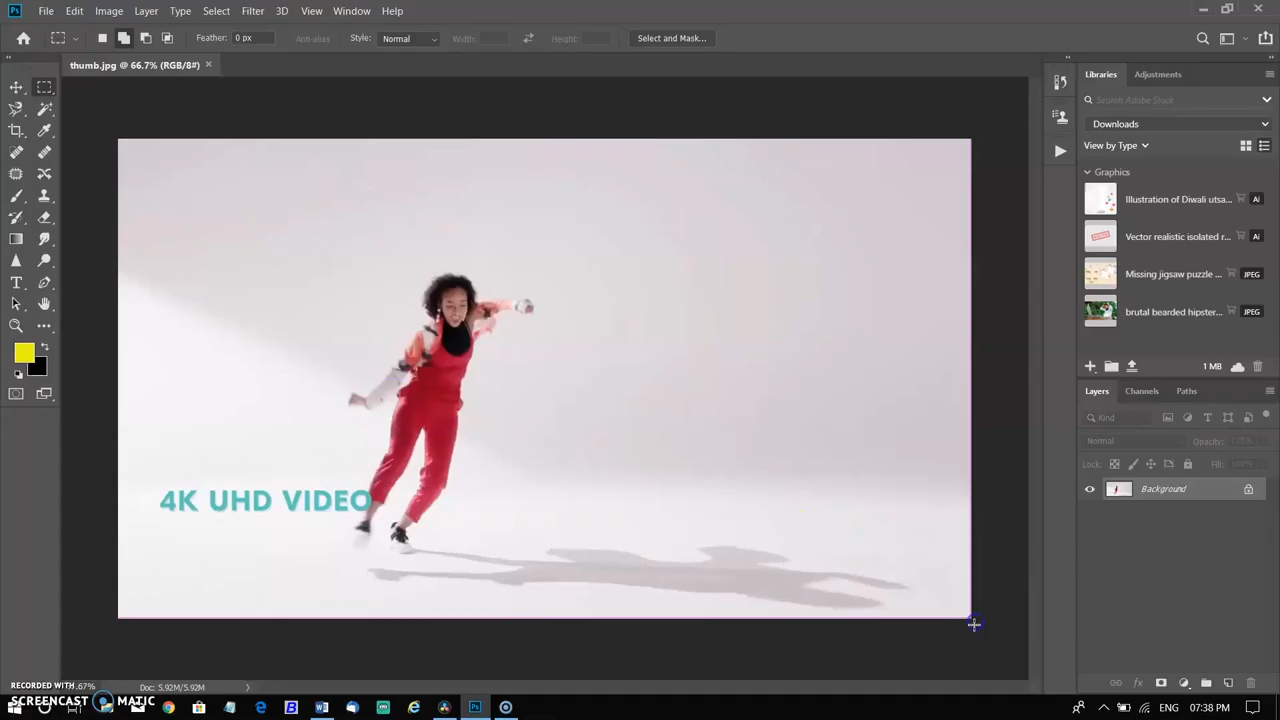 Ps File Edit Image Layer Type Select Filter 3D View Window Help
Feather: 0 px Anti-alias Style: Normal Width: Height: Select and Mask...
thumb.jpg @ 66.7% (RGB/8#)
Libraries Adjustments
Search Adobe Stock
Downloads
View by Type
Graphics
Illustration of Diwali utsa... Ai
Vector realistic isolated r... Ai
Missing jigsaw puzzle ... JPEG
brutal bearded hipster... JPEG
1 MB
Layers Channels Paths
Kind
Normal Opacity: 100%
Lock: Fill: 100%
Background
4K UHD VIDEO
RECORDED WITH .67% Doc: 5.92M/5.92M
SCREENCAST MATIC
ENG 07:38 PM